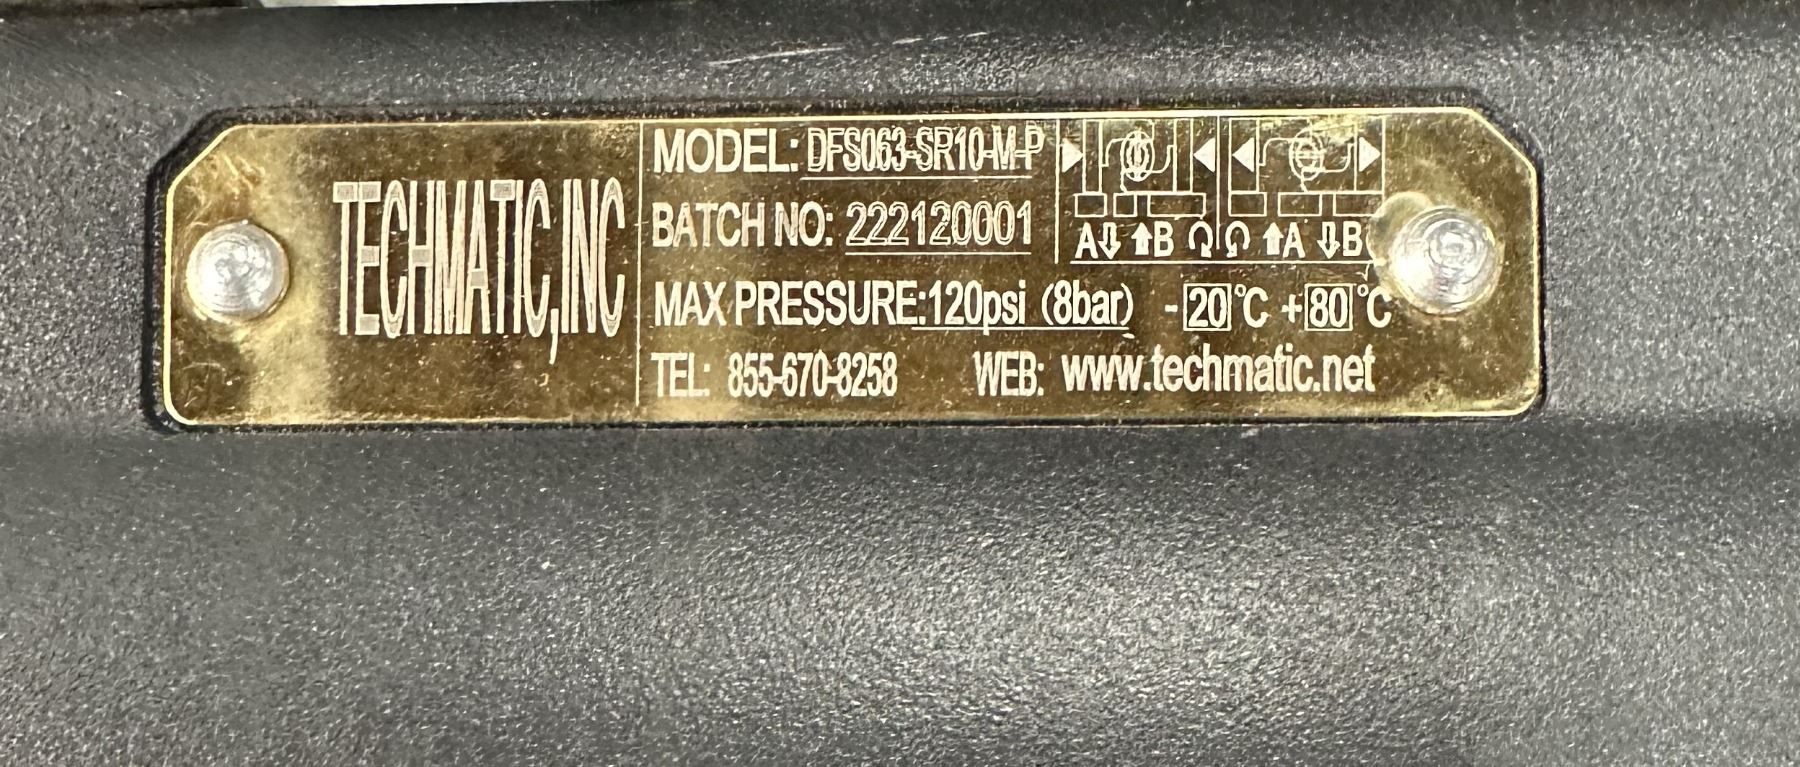 TECHMATIC,INC
MODEL: DFS063-SR10-M-P
BATCH NO: 222120001
A⇩ ⇧B ↻ ↺ ⇧A ⇩B
MAX PRESSURE:120psi (8bar) -20°C +80°C
TEL: 855-670-8258 WEB: www.techmatic.net